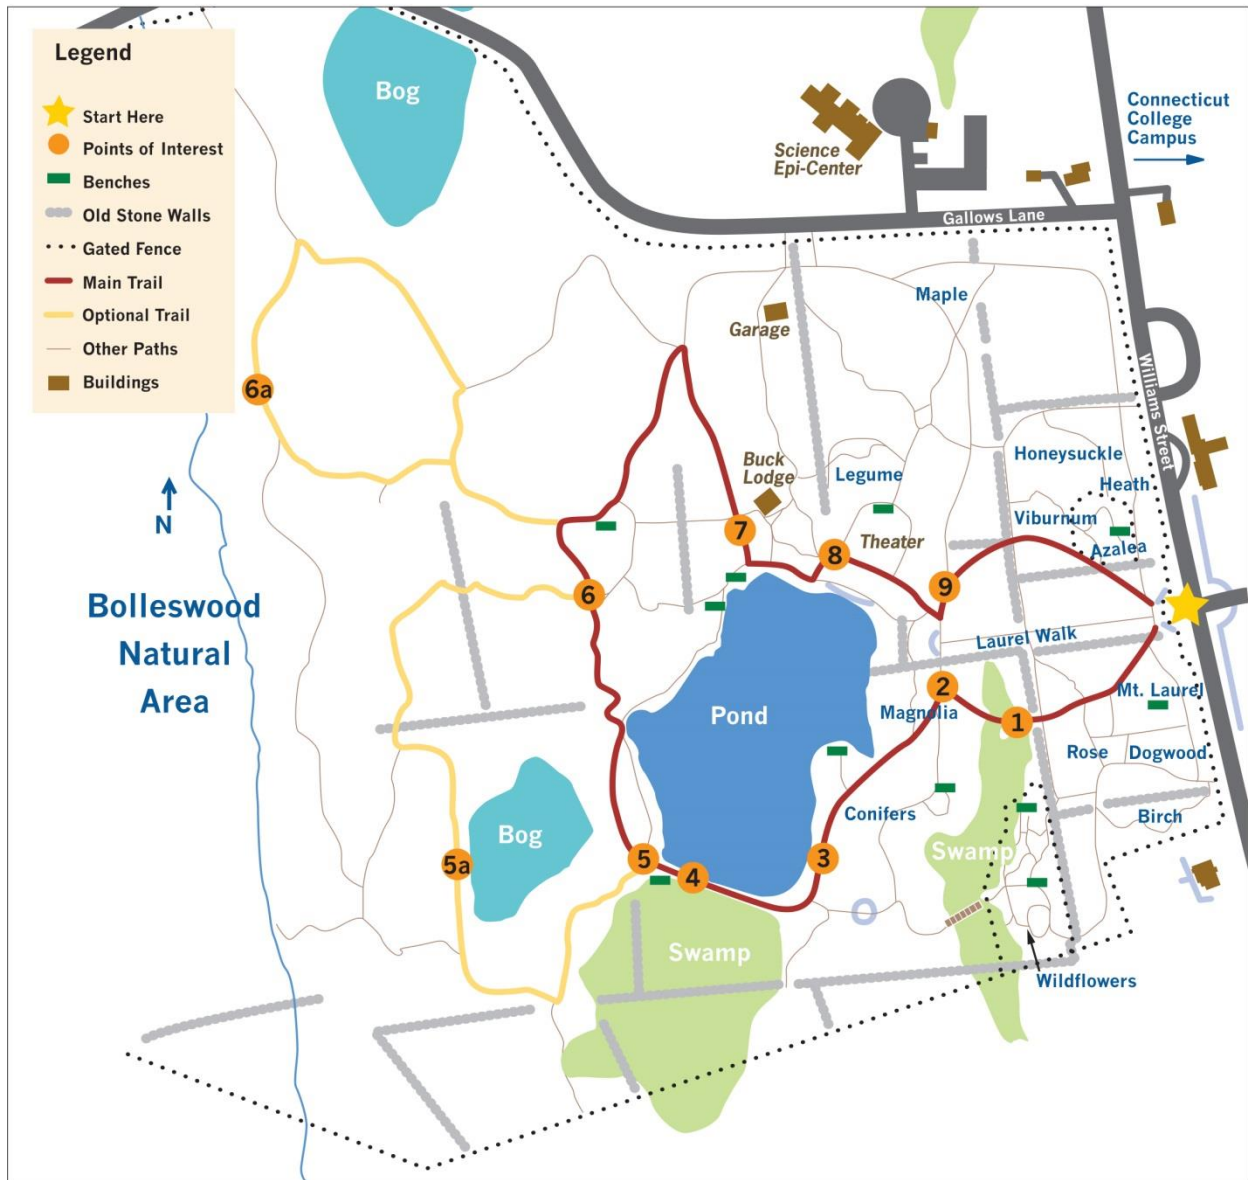 Legend
Start Here
Points of Interest
Benches
Old Stone Walls
Gated Fence
Main Trail
Optional Trail
Other Paths
Buildings
Bog
Science
Epi-Center
Connecticut
College
Campus
Gallows Lane
Maple
Garage
Williams Street
6a
N
Buck
Lodge
Legume
Honeysuckle
Heath
Viburnum
Azalea
Theater
7
8
9
6
Bolleswood
Natural
Area
Laurel Walk
2
Magnolia
1
Mt. Laurel
Pond
Rose
Dogwood
Conifers
Birch
Bog
5a
5
4
3
Swamp
Swamp
Wildflowers